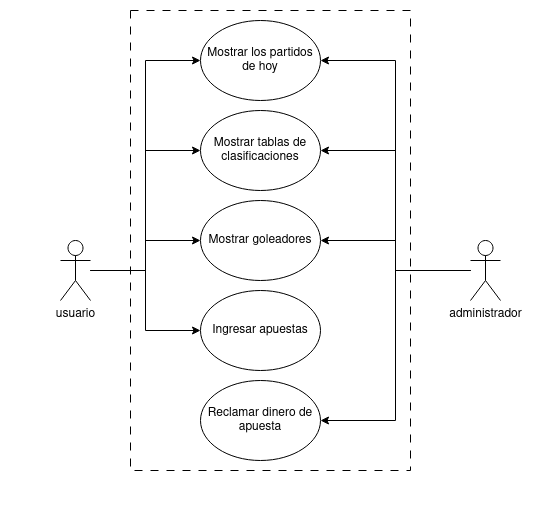 Mostrar los partidos
de hoy
Mostrar tablas de
clasificaciones
Mostrar goleadores
usuario
administrador
Ingresar apuestas
Reclamar dinero de
apuesta